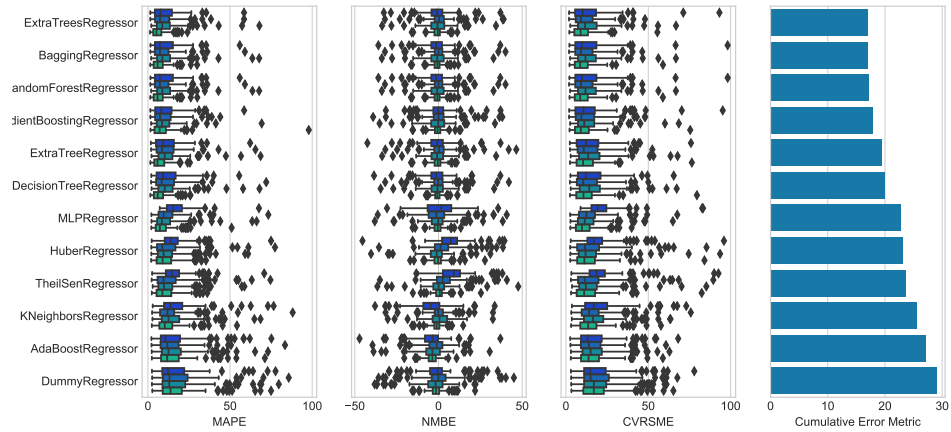 ExtraTreesRegressor
BaggingRegressor
andomForestRegressor
dientBoostingRegressor
ExtraTreeRegressor
DecisionTreeRegressor
MLPRegressor
HuberRegressor
TheilSenRegressor
KNeighborsRegressor
AdaBoostRegressor
DummyRegressor
0 50 100 −50 0 50 0 50 100 0 10 20 30
MAPE NMBE CVRSME Cumulative Error Metric